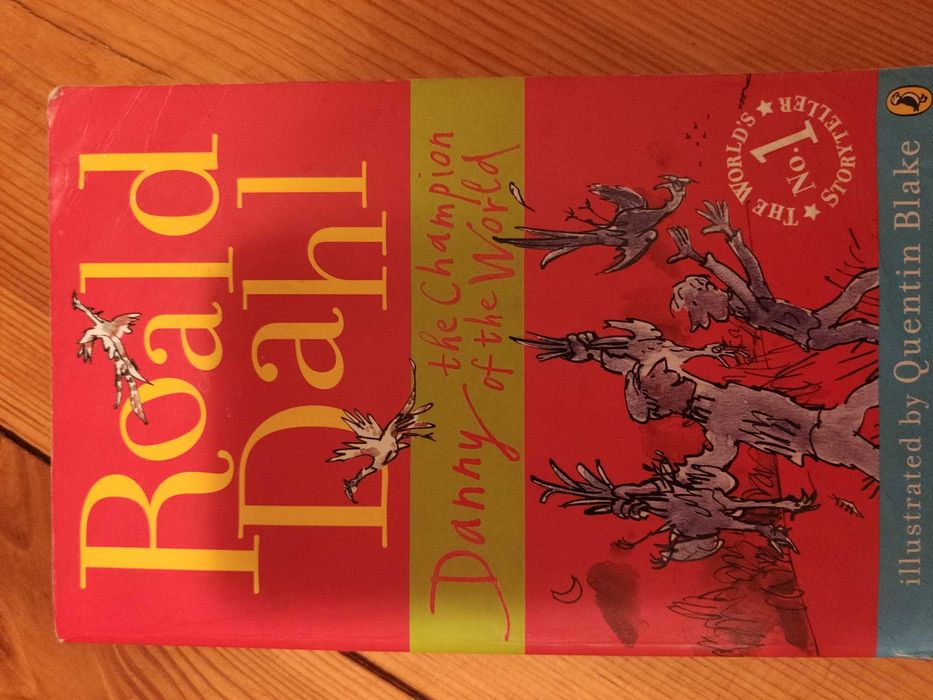 Roald
Dahl
Danny
the Champion
of the World
THE WORLD'S
No. 1
STORYTELLER
illustrated by Quentin Blake